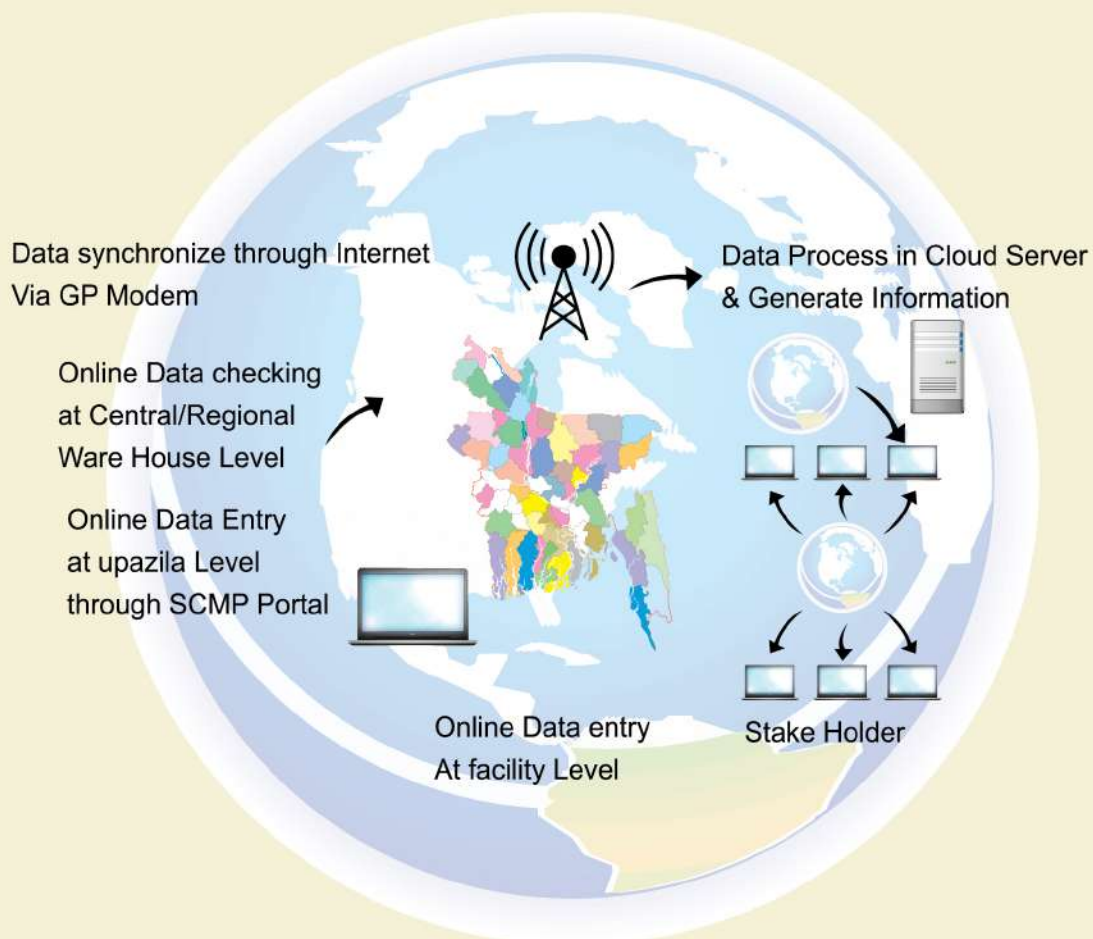 Data synchronize through Internet
Via GP Modem
Data Process in Cloud Server
& Generate Information
Online Data checking
at Central/Regional
Ware House Level
Online Data Entry
at upazila Level
through SCMP Portal
Online Data entry
At facility Level
Stake Holder